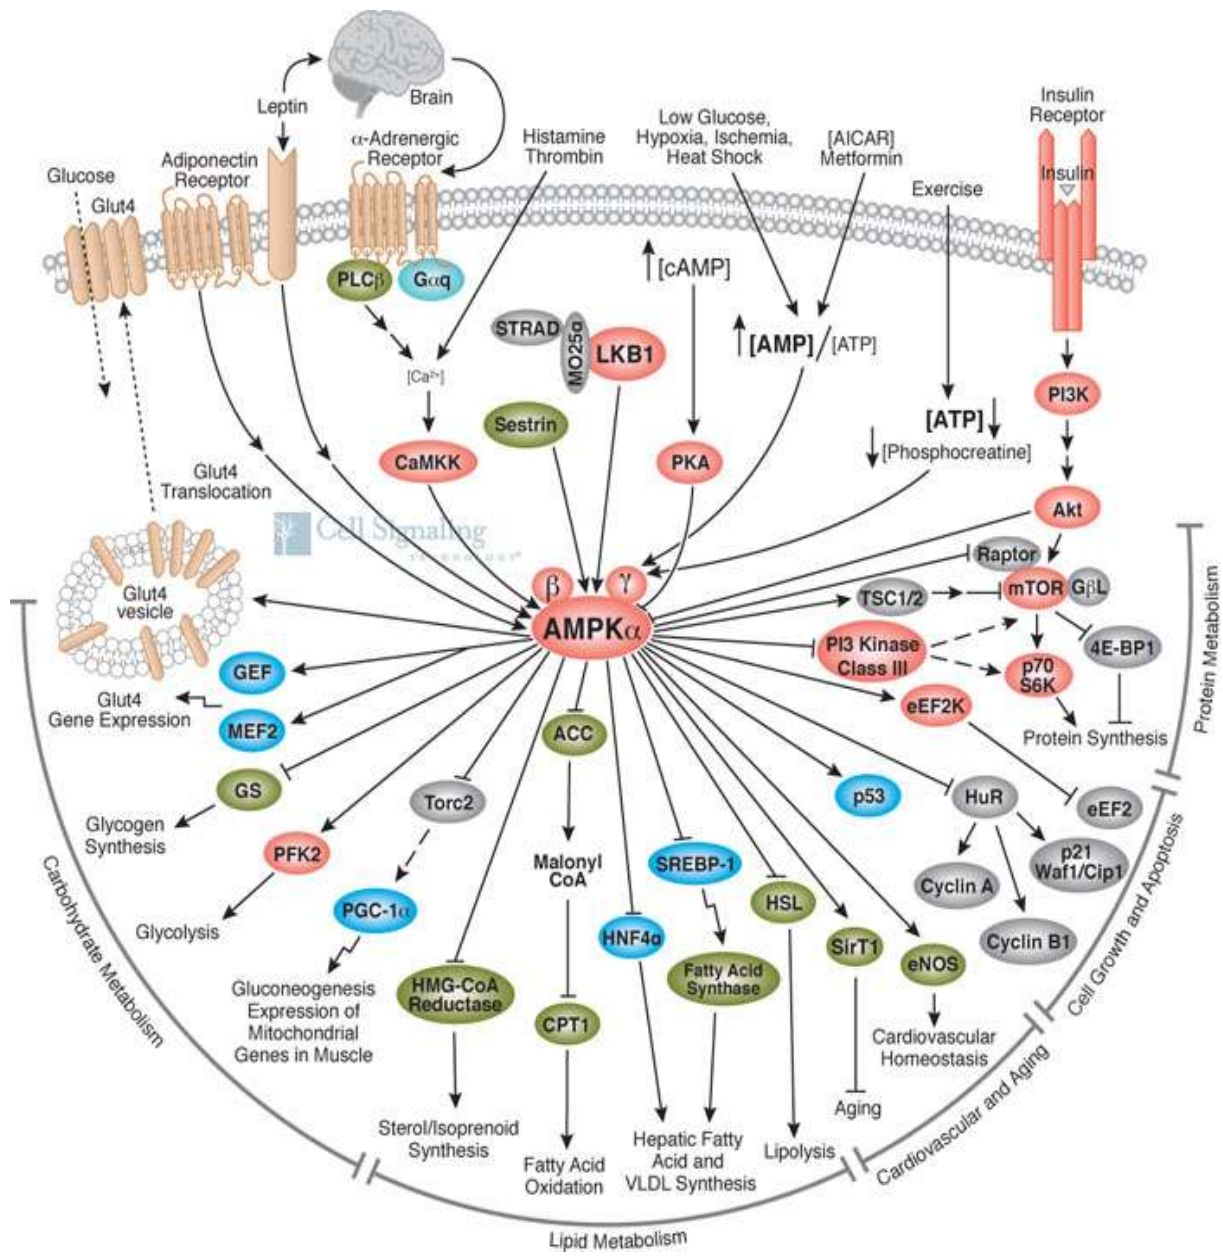 Brain
Leptin
α-Adrenergic
Receptor
Histamine
Thrombin
Low Glucose,
Hypoxia, Ischemia,
Heat Shock
[AICAR]
Metformin
Insulin
Receptor
Insulin
Exercise
Adiponectin
Receptor
Glucose
Glut4
PLCβ
Gαq
[cAMP]
STRAD
MO25α
LKB1
[AMP]/[ATP]
[Ca²⁺]
PI3K
Sestrin
[ATP]
[Phosphocreatine]
CaMKK
PKA
Glut4
Translocation
Akt
Cell Signaling
TECHNOLOGY®
Raptor
mTOR
GβL
TSC1/2
β
γ
AMPKα
Glut4
vesicle
PI3 Kinase
Class III
4E-BP1
p70
S6K
GEF
eEF2K
Glut4
Gene Expression
MEF2
ACC
Protein Synthesis
GS
Torc2
p53
HuR
eEF2
Glycogen
Synthesis
PFK2
Malonyl
CoA
SREBP-1
p21
Waf1/Cip1
Cyclin A
PGC-1α
HSL
Glycolysis
HNF4α
SirT1
Cyclin B1
eNOS
Gluconeogenesis
Expression of
Mitochondrial
Genes in Muscle
HMG-CoA
Reductase
Fatty Acid
Synthase
CPT1
Cardiovascular
Homeostasis
Aging
Sterol/Isoprenoid
Synthesis
Fatty Acid
Oxidation
Hepatic Fatty
Acid and
VLDL Synthesis
Lipolysis
Carbohydrate Metabolism
Lipid Metabolism
Cardiovascular and Aging
Cell Growth and Apoptosis
Protein Metabolism